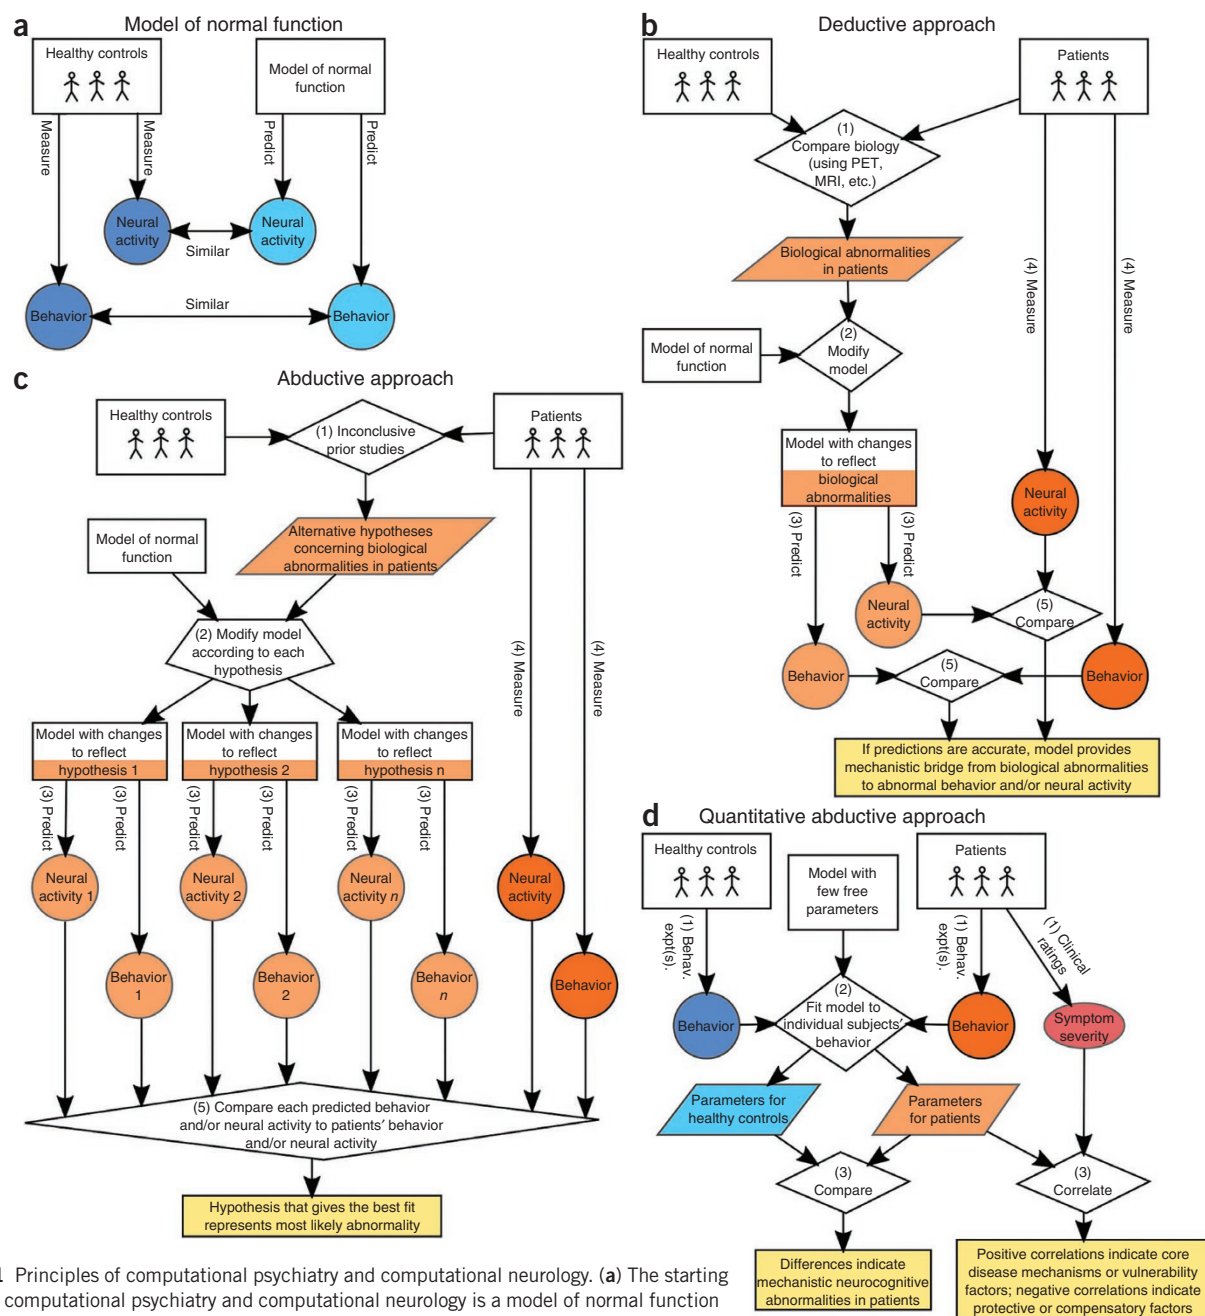 a
Model of normal function
Healthy controls
Model of normal
function
Measure
Measure
Predict
Predict
Neural
activity
Neural
activity
Similar
Behavior
Similar
Behavior
b
Deductive approach
Healthy controls
Patients
(1)
Compare biology
(using PET,
MRI, etc.)
Biological abnormalities
in patients
(4) Measure
(4) Measure
Model of normal
function
(2)
Modify
model
Model with changes
to reflect
biological
abnormalities
(3) Predict
(3) Predict
Neural
activity
Neural
activity
(5)
Compare
Behavior
(5)
Compare
Behavior
If predictions are accurate, model provides
mechanistic bridge from biological abnormalities
to abnormal behavior and/or neural activity
c
Abductive approach
Healthy controls
(1) Inconclusive
prior studies
Patients
Model of normal
function
Alternative hypotheses
concerning biological
abnormalities in patients
(2) Modify model
according to each
hypothesis
(4) Measure
(4) Measure
Model with changes
to reflect
hypothesis 1
Model with changes
to reflect
hypothesis 2
Model with changes
to reflect
hypothesis n
(3) Predict
(3) Predict
(3) Predict
(3) Predict
(3) Predict
(3) Predict
Neural
activity 1
Neural
activity 2
Neural
activity n
Neural
activity
Behavior
1
Behavior
2
Behavior
n
Behavior
(5) Compare each predicted behavior
and/or neural activity to patients′ behavior
and/or neural activity
Hypothesis that gives the best fit
represents most likely abnormality
d
Quantitative abductive approach
Healthy controls
Model with
few free
parameters
Patients
(1) Behav.
expt(s).
(1) Behav.
expt(s).
(1) Clinical
ratings
Behavior
(2)
Fit model to
individual subjects′
behavior
Behavior
Symptom
severity
Parameters for
healthy controls
Parameters
for patients
(3)
Compare
(3)
Correlate
Differences indicate
mechanistic neurocognitive
abnormalities in patients
Positive correlations indicate core
disease mechanisms or vulnerability
factors; negative correlations indicate
protective or compensatory factors
1 Principles of computational psychiatry and computational neurology. (a) The starting
computational psychiatry and computational neurology is a model of normal function